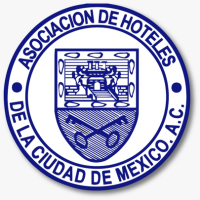 ASOCIACION DE HOTELES
DE LA CIUDAD DE MEXICO, A.C.